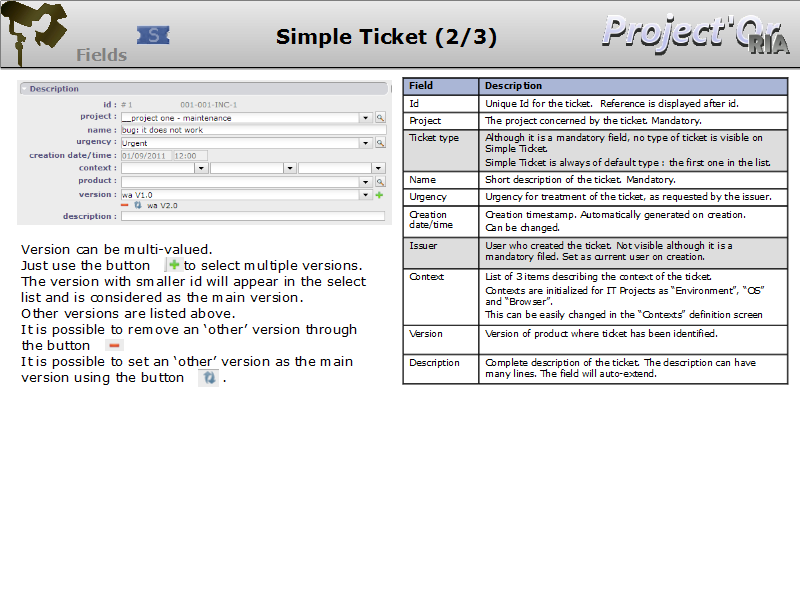 Fields
S
Simple Ticket (2/3)
Project'Or
RIA
Description
id : # 1 001-001-INC-1
project : __project one - maintenance
name : bug: it does not work
urgency : Urgent
creation date/time : 01/09/2011 12:00
context :
product :
version : wa V1.0
wa V2.0
description :
Version can be multi-valued.
Just use the button to select multiple versions.
The version with smaller id will appear in the select
list and is considered as the main version.
Other versions are listed above.
It is possible to remove an ‘other’ version through
the button
It is possible to set an ‘other’ version as the main
version using the button .
Field Description
Id Unique Id for the ticket. Reference is displayed after id.
Project The project concerned by the ticket. Mandatory.
Ticket type Although it is a mandatory field, no type of ticket is visible on
Simple Ticket.
Simple Ticket is always of default type : the first one in the list.
Name Short description of the ticket. Mandatory.
Urgency Urgency for treatment of the ticket, as requested by the issuer.
Creation Creation timestamp. Automatically generated on creation.
date/time Can be changed.
Issuer User who created the ticket. Not visible although it is a
mandatory filed. Set as current user on creation.
Context List of 3 items describing the context of the ticket.
Contexts are initialized for IT Projects as “Environment”, “OS”
and “Browser”.
This can be easily changed in the “Contexts” definition screen
Version Version of product where ticket has been identified.
Description Complete description of the ticket. The description can have
many lines. The field will auto-extend.